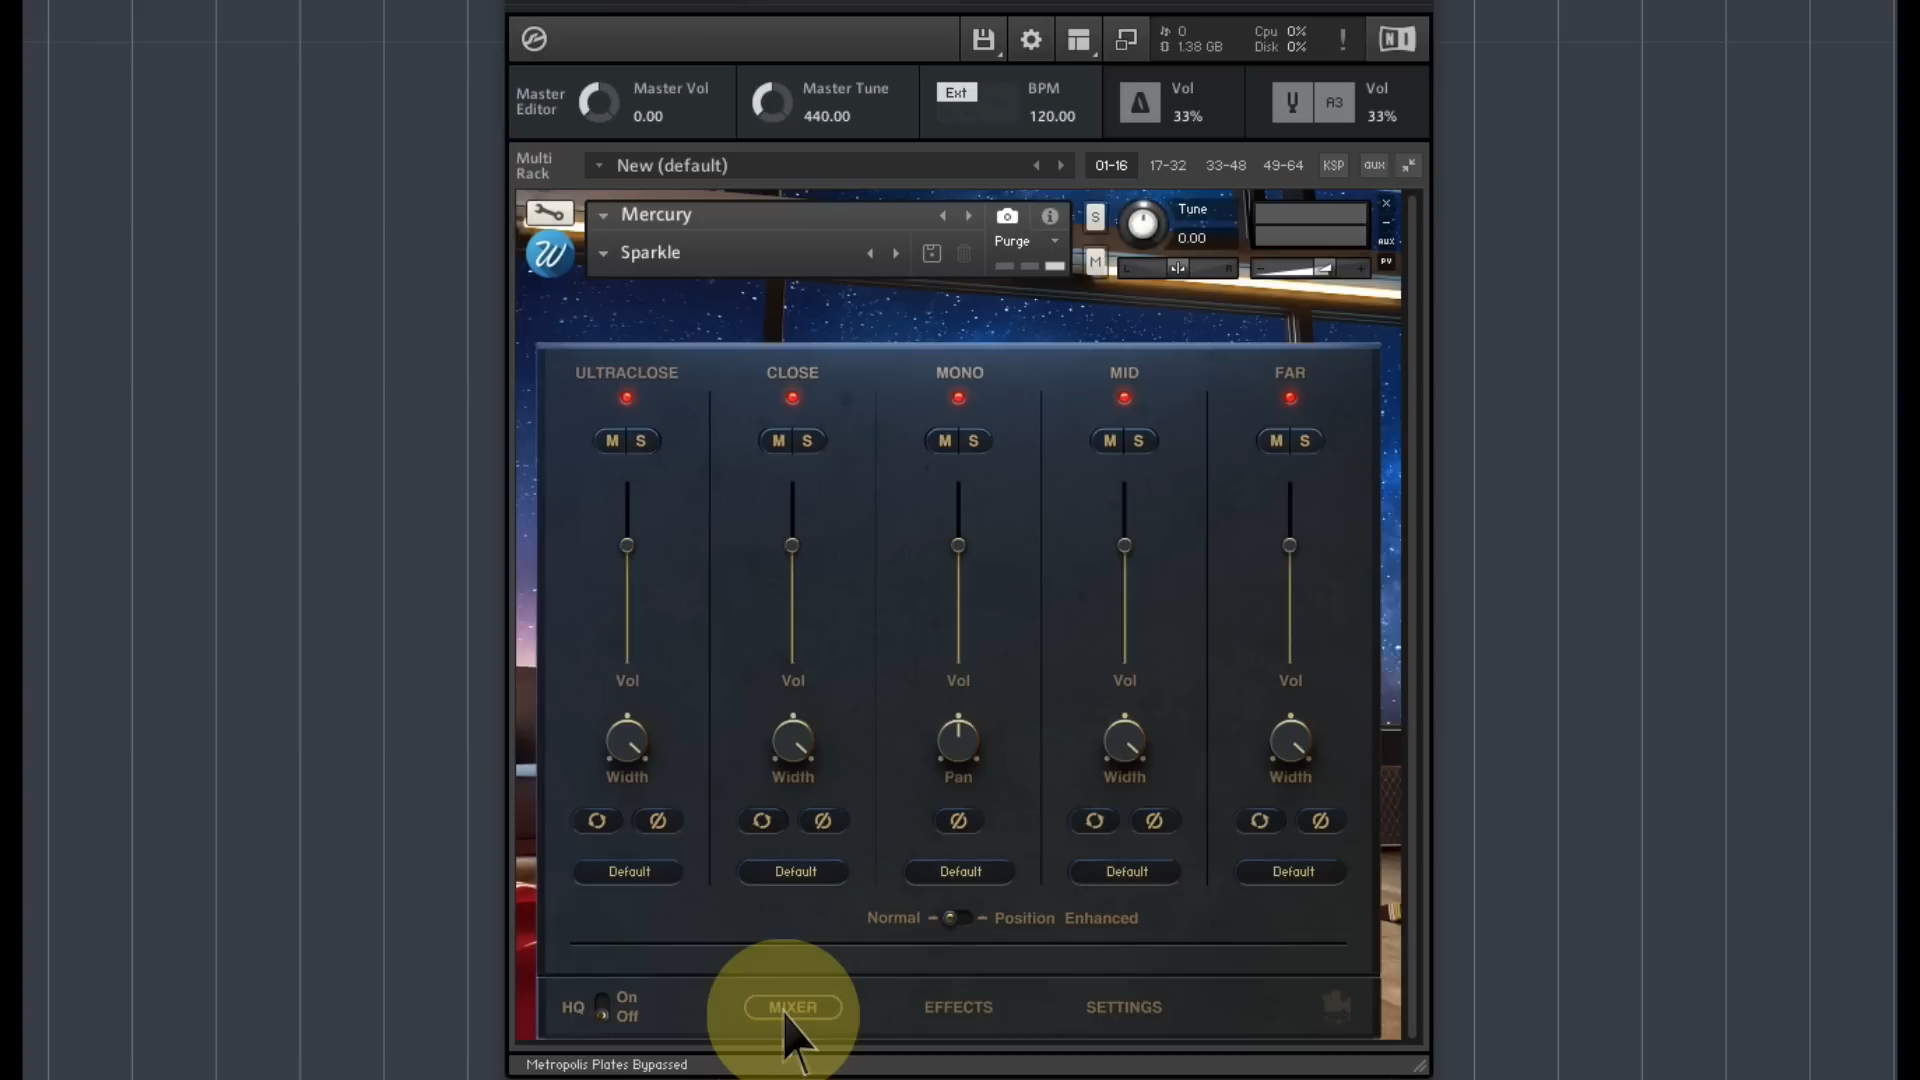 0
1.38 GB
Cpu 0%
Disk 0%
!
NI
Master Editor
Master Vol
0.00
Master Tune
440.00
Ext
BPM
120.00
Vol
33%
A3
Vol
33%
Multi Rack
New (default)
01-16 17-32 33-48 49-64 KSP aux
Mercury
S
Tune
0.00
AUX
PV
W
Sparkle
Purge
M
L R
- +
ULTRACLOSE CLOSE MONO MID FAR
M S M S M S M S M S
Vol Vol Vol Vol Vol
Width Width Pan Width Width
Default Default Default Default Default
Normal Position Enhanced
HQ On Off
MIXER EFFECTS SETTINGS
Metropolis Plates Bypassed